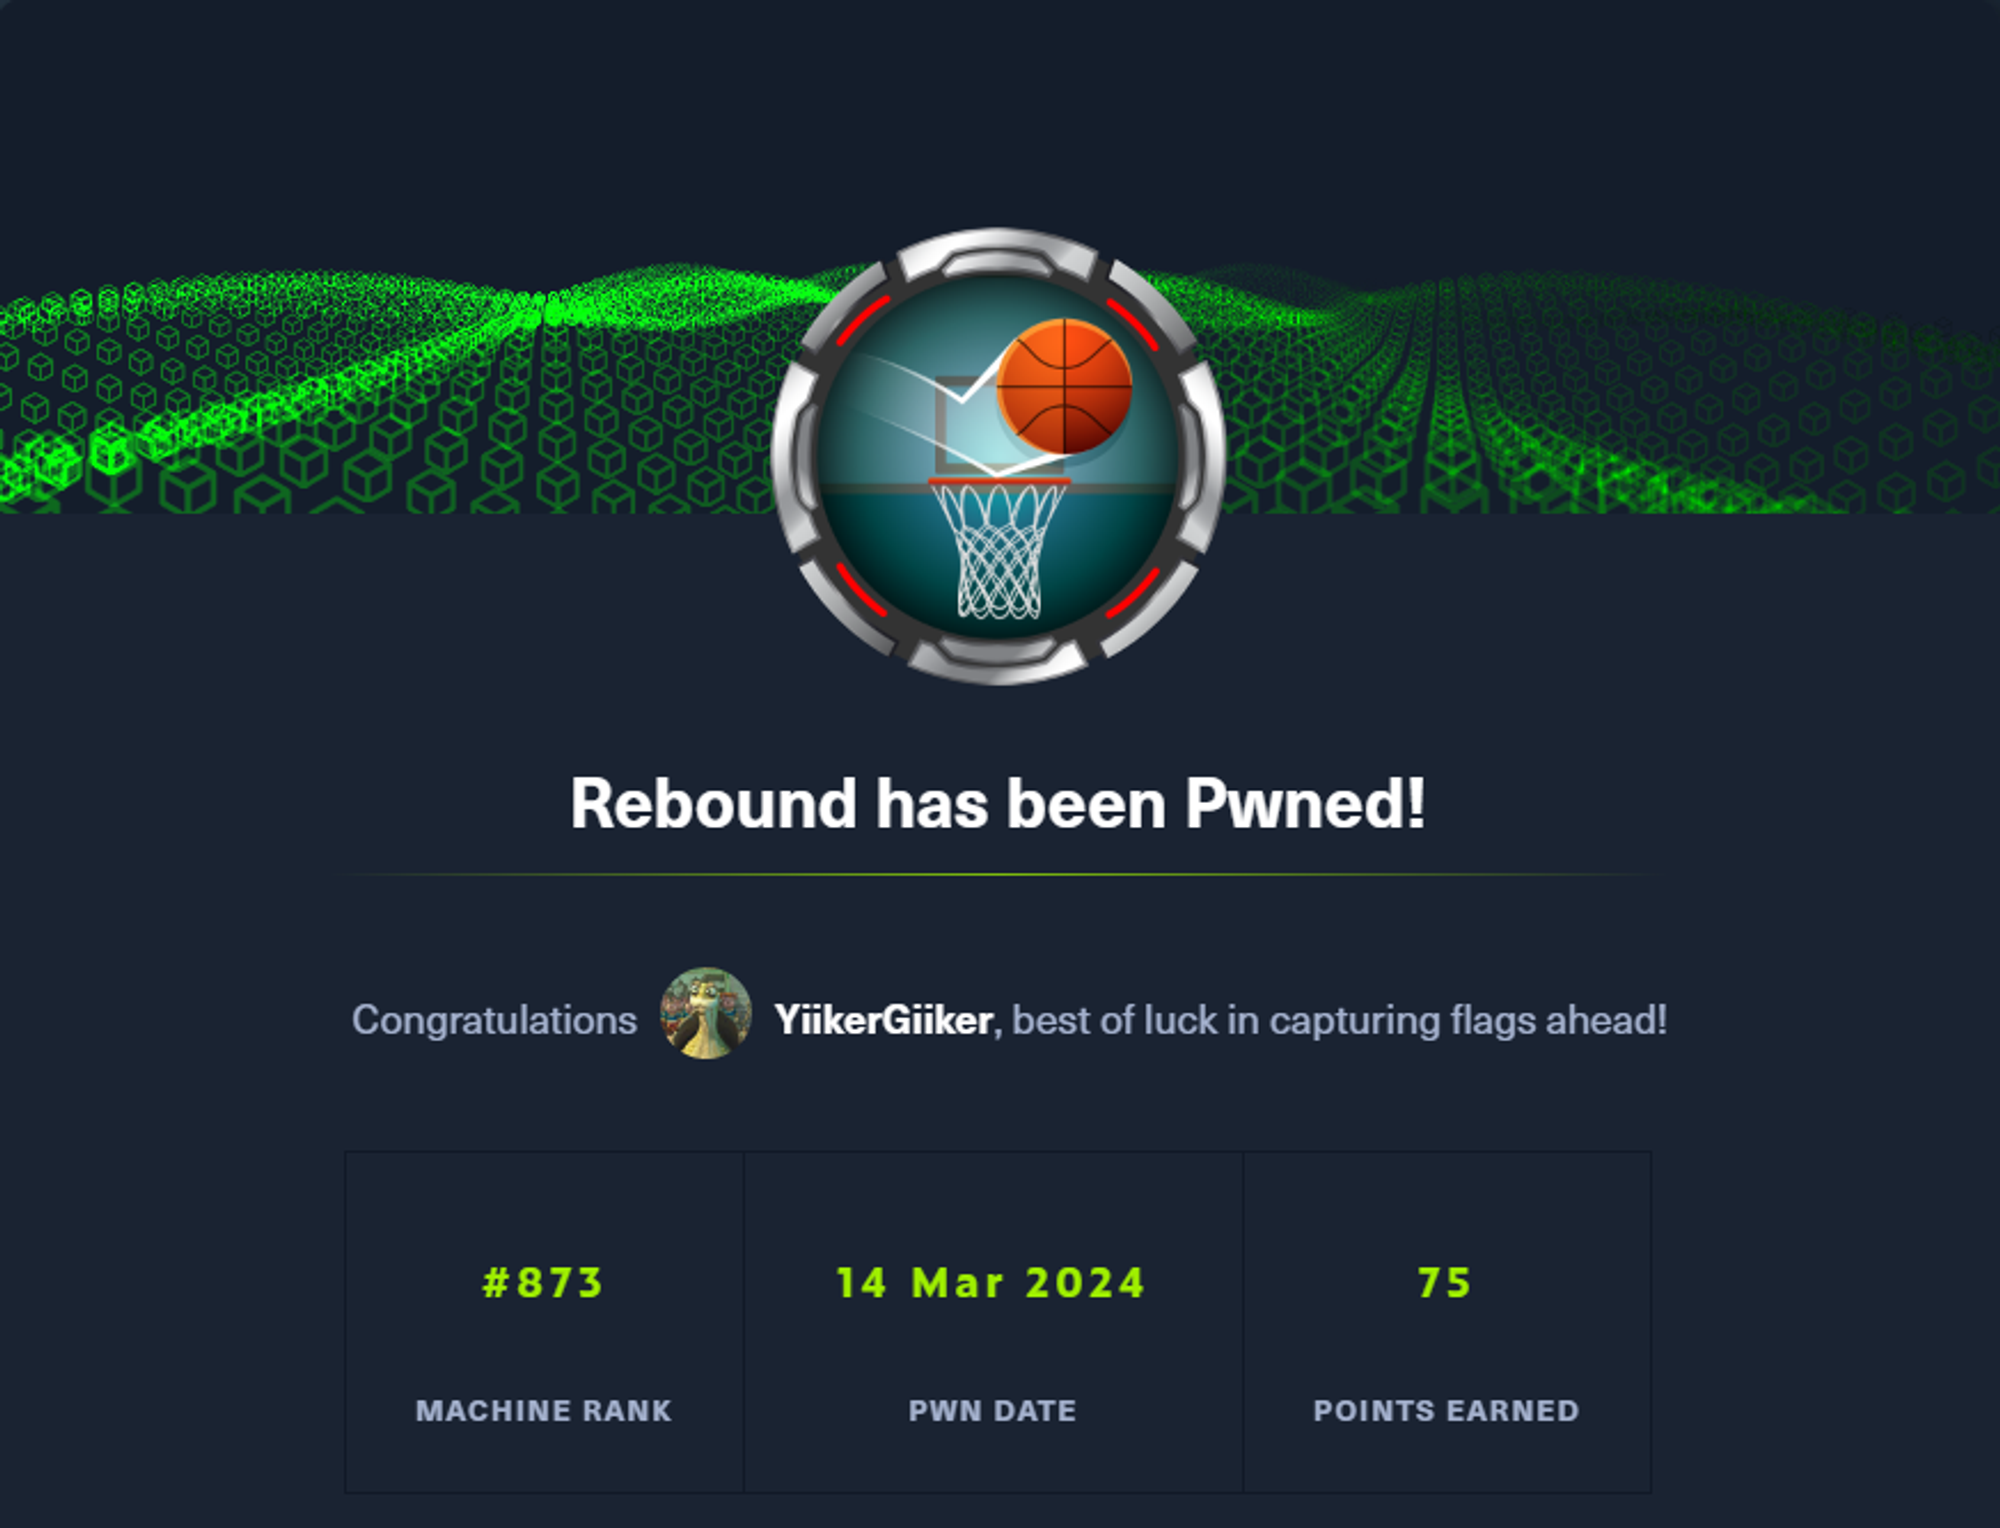 Rebound has been Pwned!
Congratulations YiikerGiiker, best of luck in capturing flags ahead!
#873 14 Mar 2024 75
MACHINE RANK PWN DATE POINTS EARNED